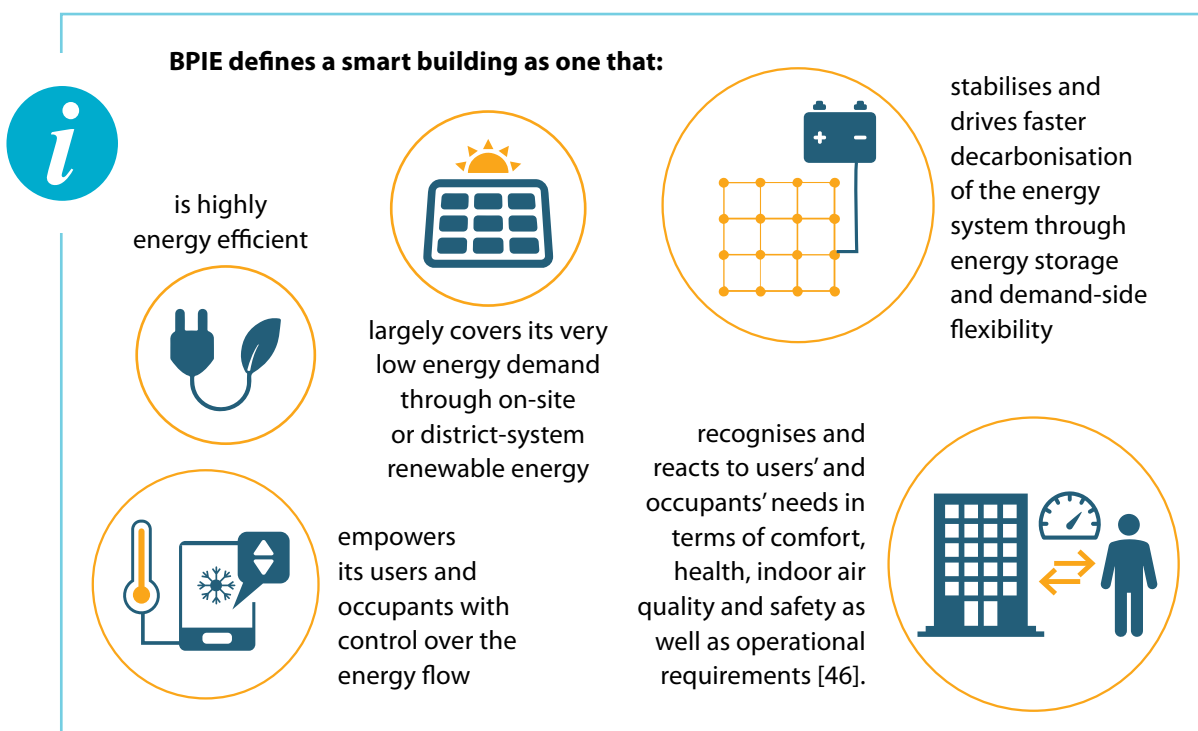 BPIE defines a smart building as one that:
i
is highly
energy efficient
largely covers its very
low energy demand
through on-site
or district-system
renewable energy
+ −
stabilises and
drives faster
decarbonisation
of the energy
system through
energy storage
and demand-side
flexibility
empowers
its users and
occupants with
control over the
energy flow
recognises and
reacts to users’ and
occupants’ needs in
terms of comfort,
health, indoor air
quality and safety as
well as operational
requirements [46].